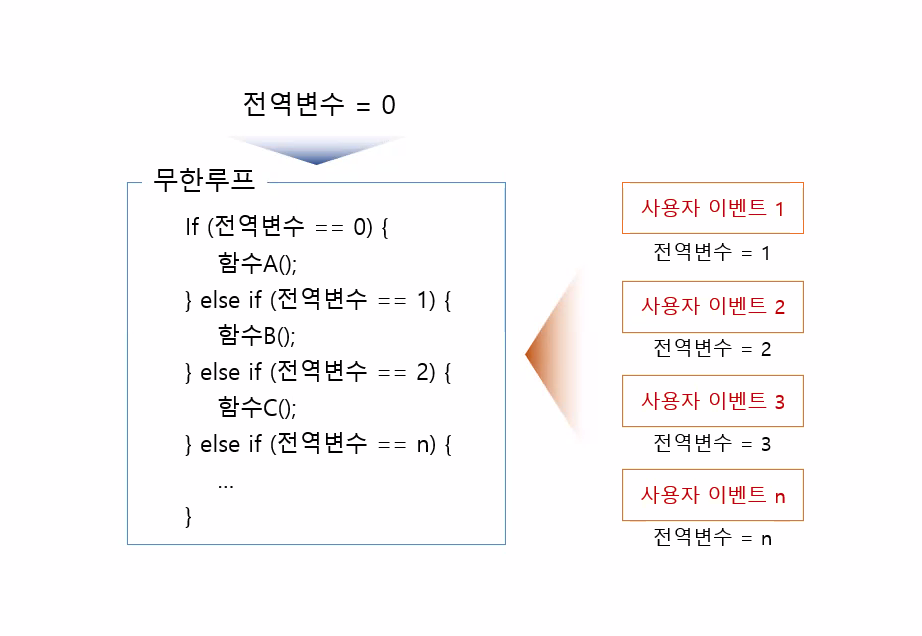 전역변수 = 0
무한루프
If (전역변수 == 0) {
함수A();
} else if (전역변수 == 1) {
함수B();
} else if (전역변수 == 2) {
함수C();
} else if (전역변수 == n) {
...
}
사용자 이벤트 1
전역변수 = 1
사용자 이벤트 2
전역변수 = 2
사용자 이벤트 3
전역변수 = 3
사용자 이벤트 n
전역변수 = n